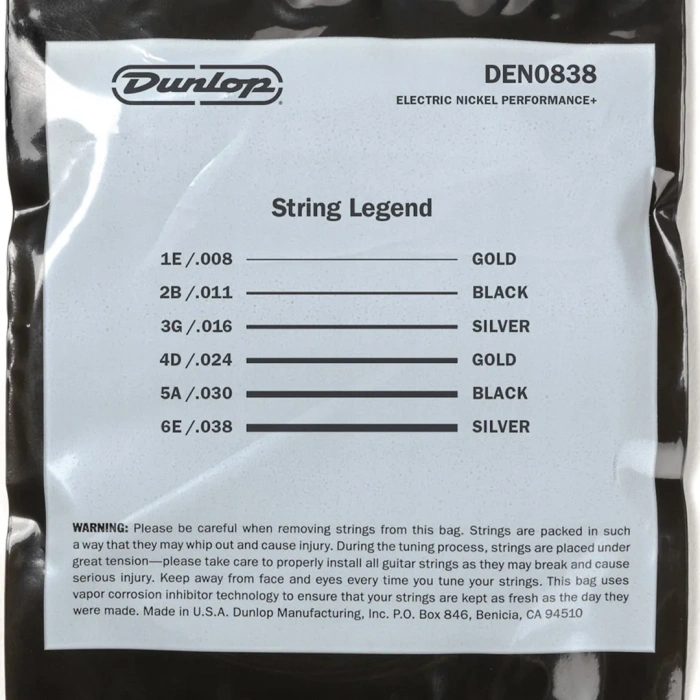 Dunlop®
DEN0838
ELECTRIC NICKEL PERFORMANCE+
String Legend
1E /.008 GOLD
2B /.011 BLACK
3G /.016 SILVER
4D /.024 GOLD
5A /.030 BLACK
6E /.038 SILVER
WARNING: Please be careful when removing strings from this bag. Strings are packed in such
a way that they may whip out and cause injury. During the tuning process, strings are placed under
great tension—please take care to properly install all guitar strings as they may break and cause
serious injury. Keep away from face and eyes every time you tune your strings. This bag uses
vapor corrosion inhibitor technology to ensure that your strings are kept as fresh as the day they
were made. Made in U.S.A. Dunlop Manufacturing, Inc. P.O. Box 846, Benicia, CA 94510